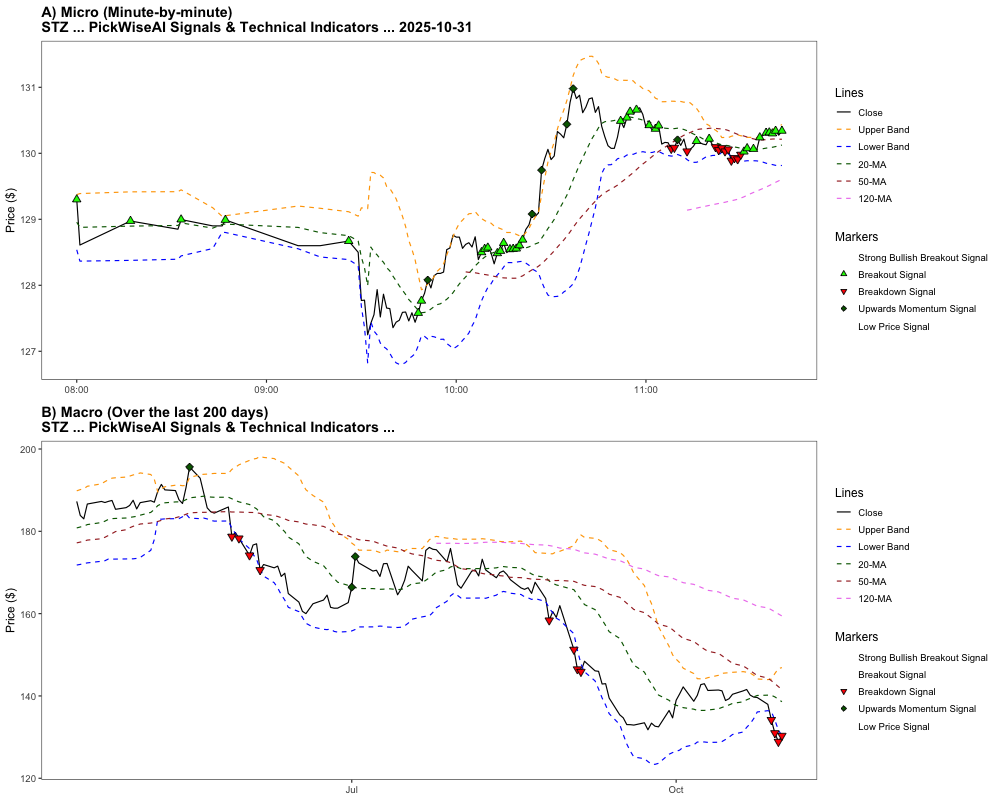 A) Micro (Minute-by-minute)
STZ ... PickWiseAI Signals & Technical Indicators ... 2025-10-31
Price ($)
131
130
129
128
127
08:00
09:00
10:00
11:00
Lines
Close
Upper Band
Lower Band
20-MA
50-MA
120-MA
Markers
Strong Bullish Breakout Signal
Breakout Signal
Breakdown Signal
Upwards Momentum Signal
Low Price Signal
B) Macro (Over the last 200 days)
STZ ... PickWiseAI Signals & Technical Indicators ...
Price ($)
200
180
160
140
120
Jul
Oct
Lines
Close
Upper Band
Lower Band
20-MA
50-MA
120-MA
Markers
Strong Bullish Breakout Signal
Breakout Signal
Breakdown Signal
Upwards Momentum Signal
Low Price Signal